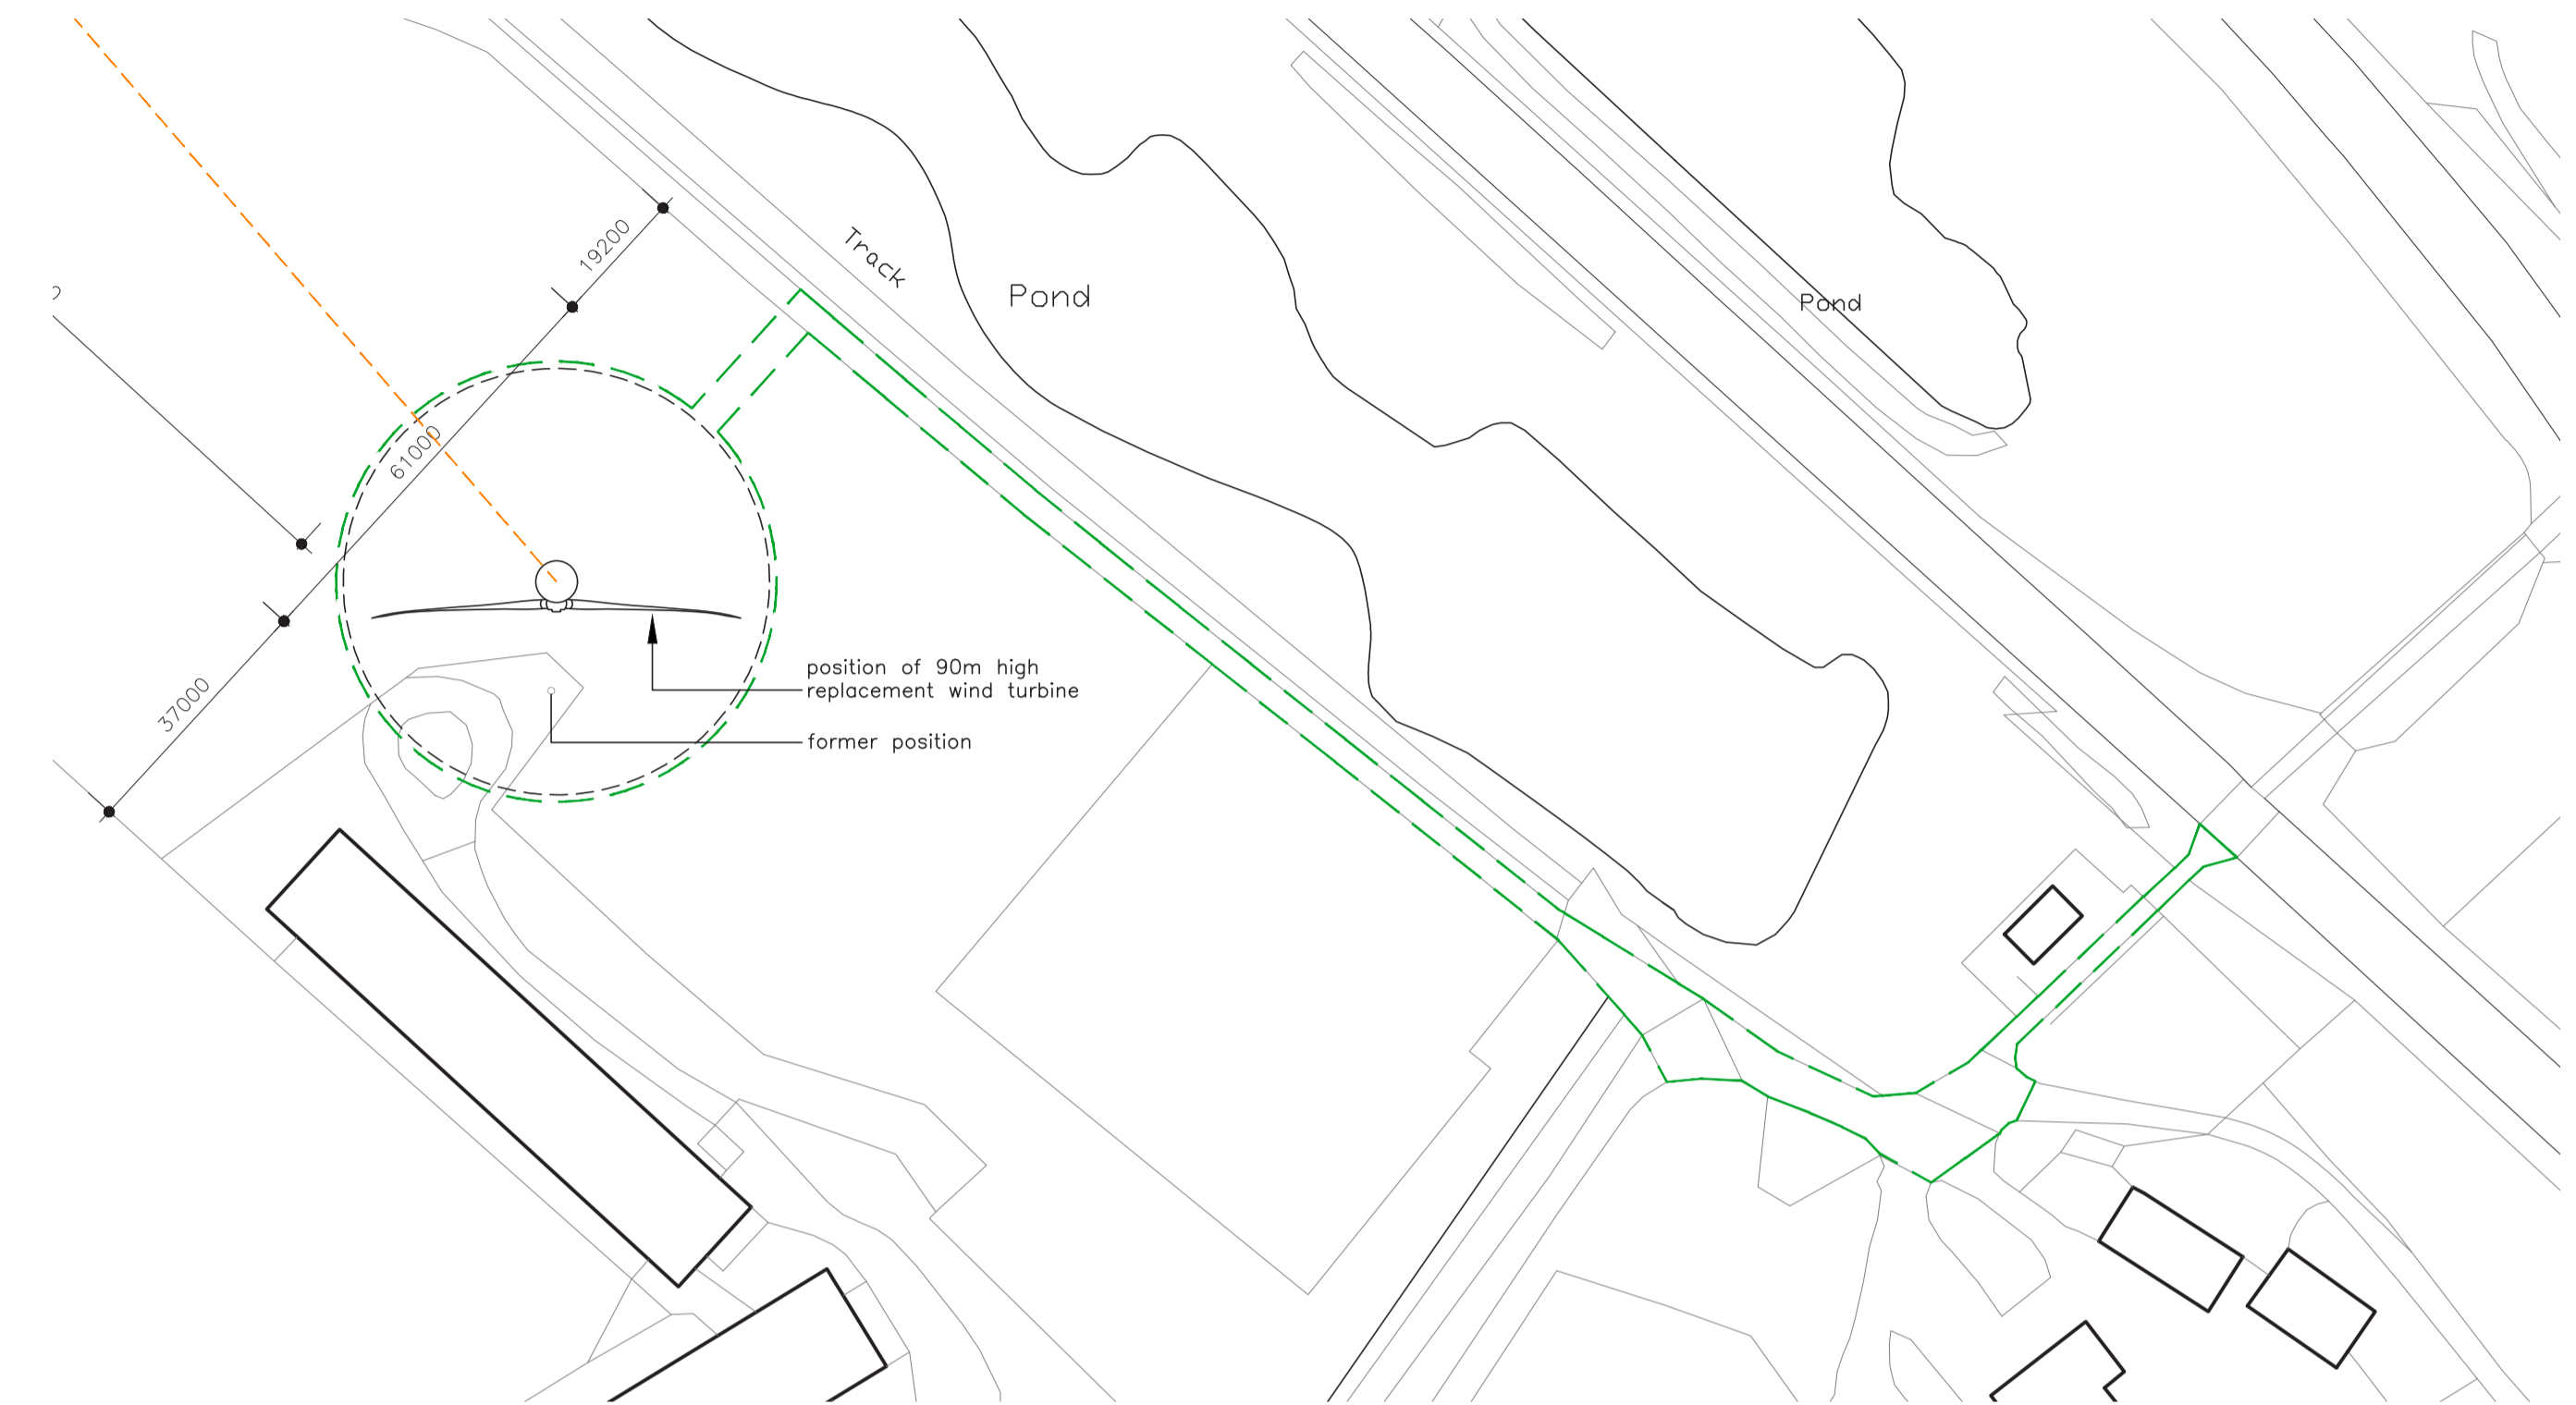 19200
Track
Pond
Pond
61000
position of 90m high
replacement wind turbine
37000
former position